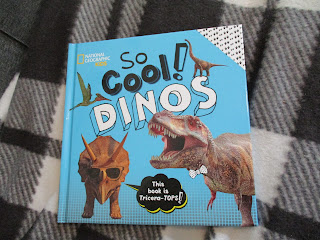 NATIONAL
GEOGRAPHIC
KIDS
So
Cool!
DINOS
This
book is
Tricera-TOPS!